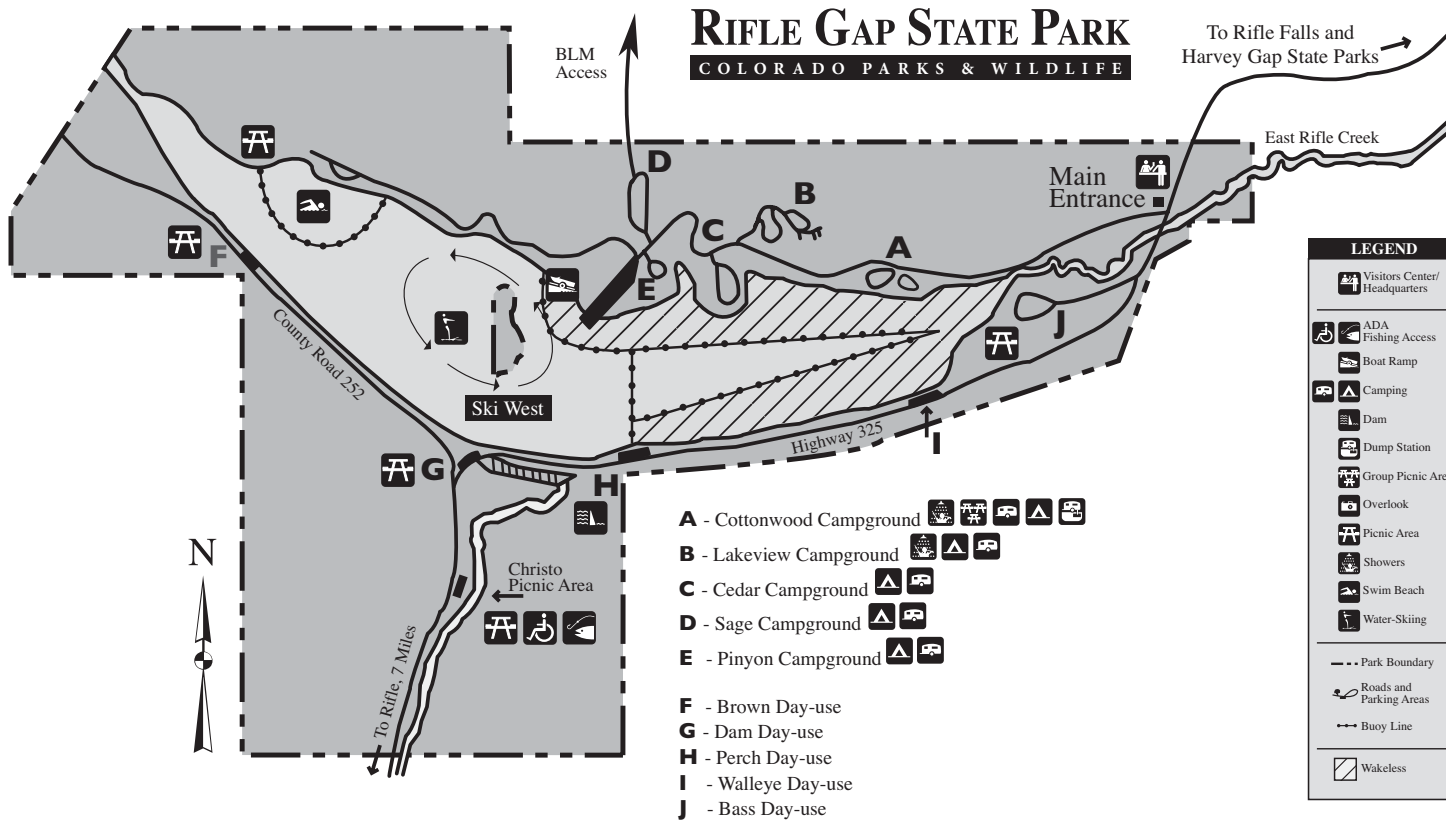 RIFLE GAP STATE PARK
COLORADO PARKS & WILDLIFE
BLM
Access
To Rifle Falls and
Harvey Gap State Parks
East Rifle Creek
Main
Entrance
D
B
C
A
E
F
J
County Road 252
Ski West
Highway 325
I
G
H
N
Christo
Picnic Area
To Rifle, 7 Miles
A - Cottonwood Campground
B - Lakeview Campground
C - Cedar Campground
D - Sage Campground
E - Pinyon Campground
F - Brown Day-use
G - Dam Day-use
H - Perch Day-use
I - Walleye Day-use
J - Bass Day-use
LEGEND
Visitors Center/
Headquarters
ADA
Fishing Access
Boat Ramp
Camping
Dam
Dump Station
Group Picnic Are
Overlook
Picnic Area
Showers
Swim Beach
Water-Skiing
Park Boundary
Roads and
Parking Areas
Buoy Line
Wakeless